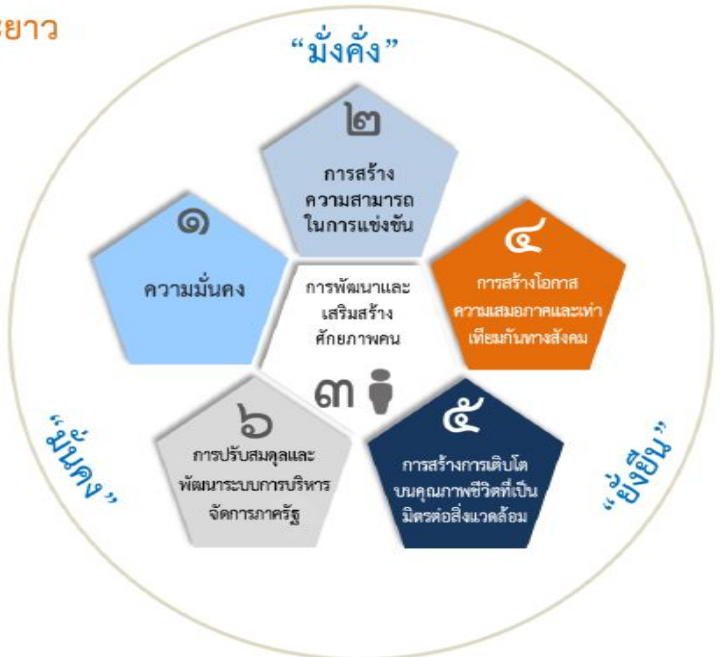 ะยาว
“มั่งคั่ง”
๒
การสร้าง
ความสามารถ
ในการแข่งขัน
๑
ความมั่นคง
๔
การสร้างโอกาส
ความเสมอภาคและเท่า
เทียมกันทางสังคม
การพัฒนาและ
เสริมสร้าง
ศักยภาพคน
๓
๖
การปรับสมดุลและ
พัฒนาระบบการบริหาร
จัดการภาครัฐ
๕
การสร้างการเติบโต
บนคุณภาพชีวิตที่เป็น
มิตรต่อสิ่งแวดล้อม
“มั่นคง”
“ยั่งยืน”